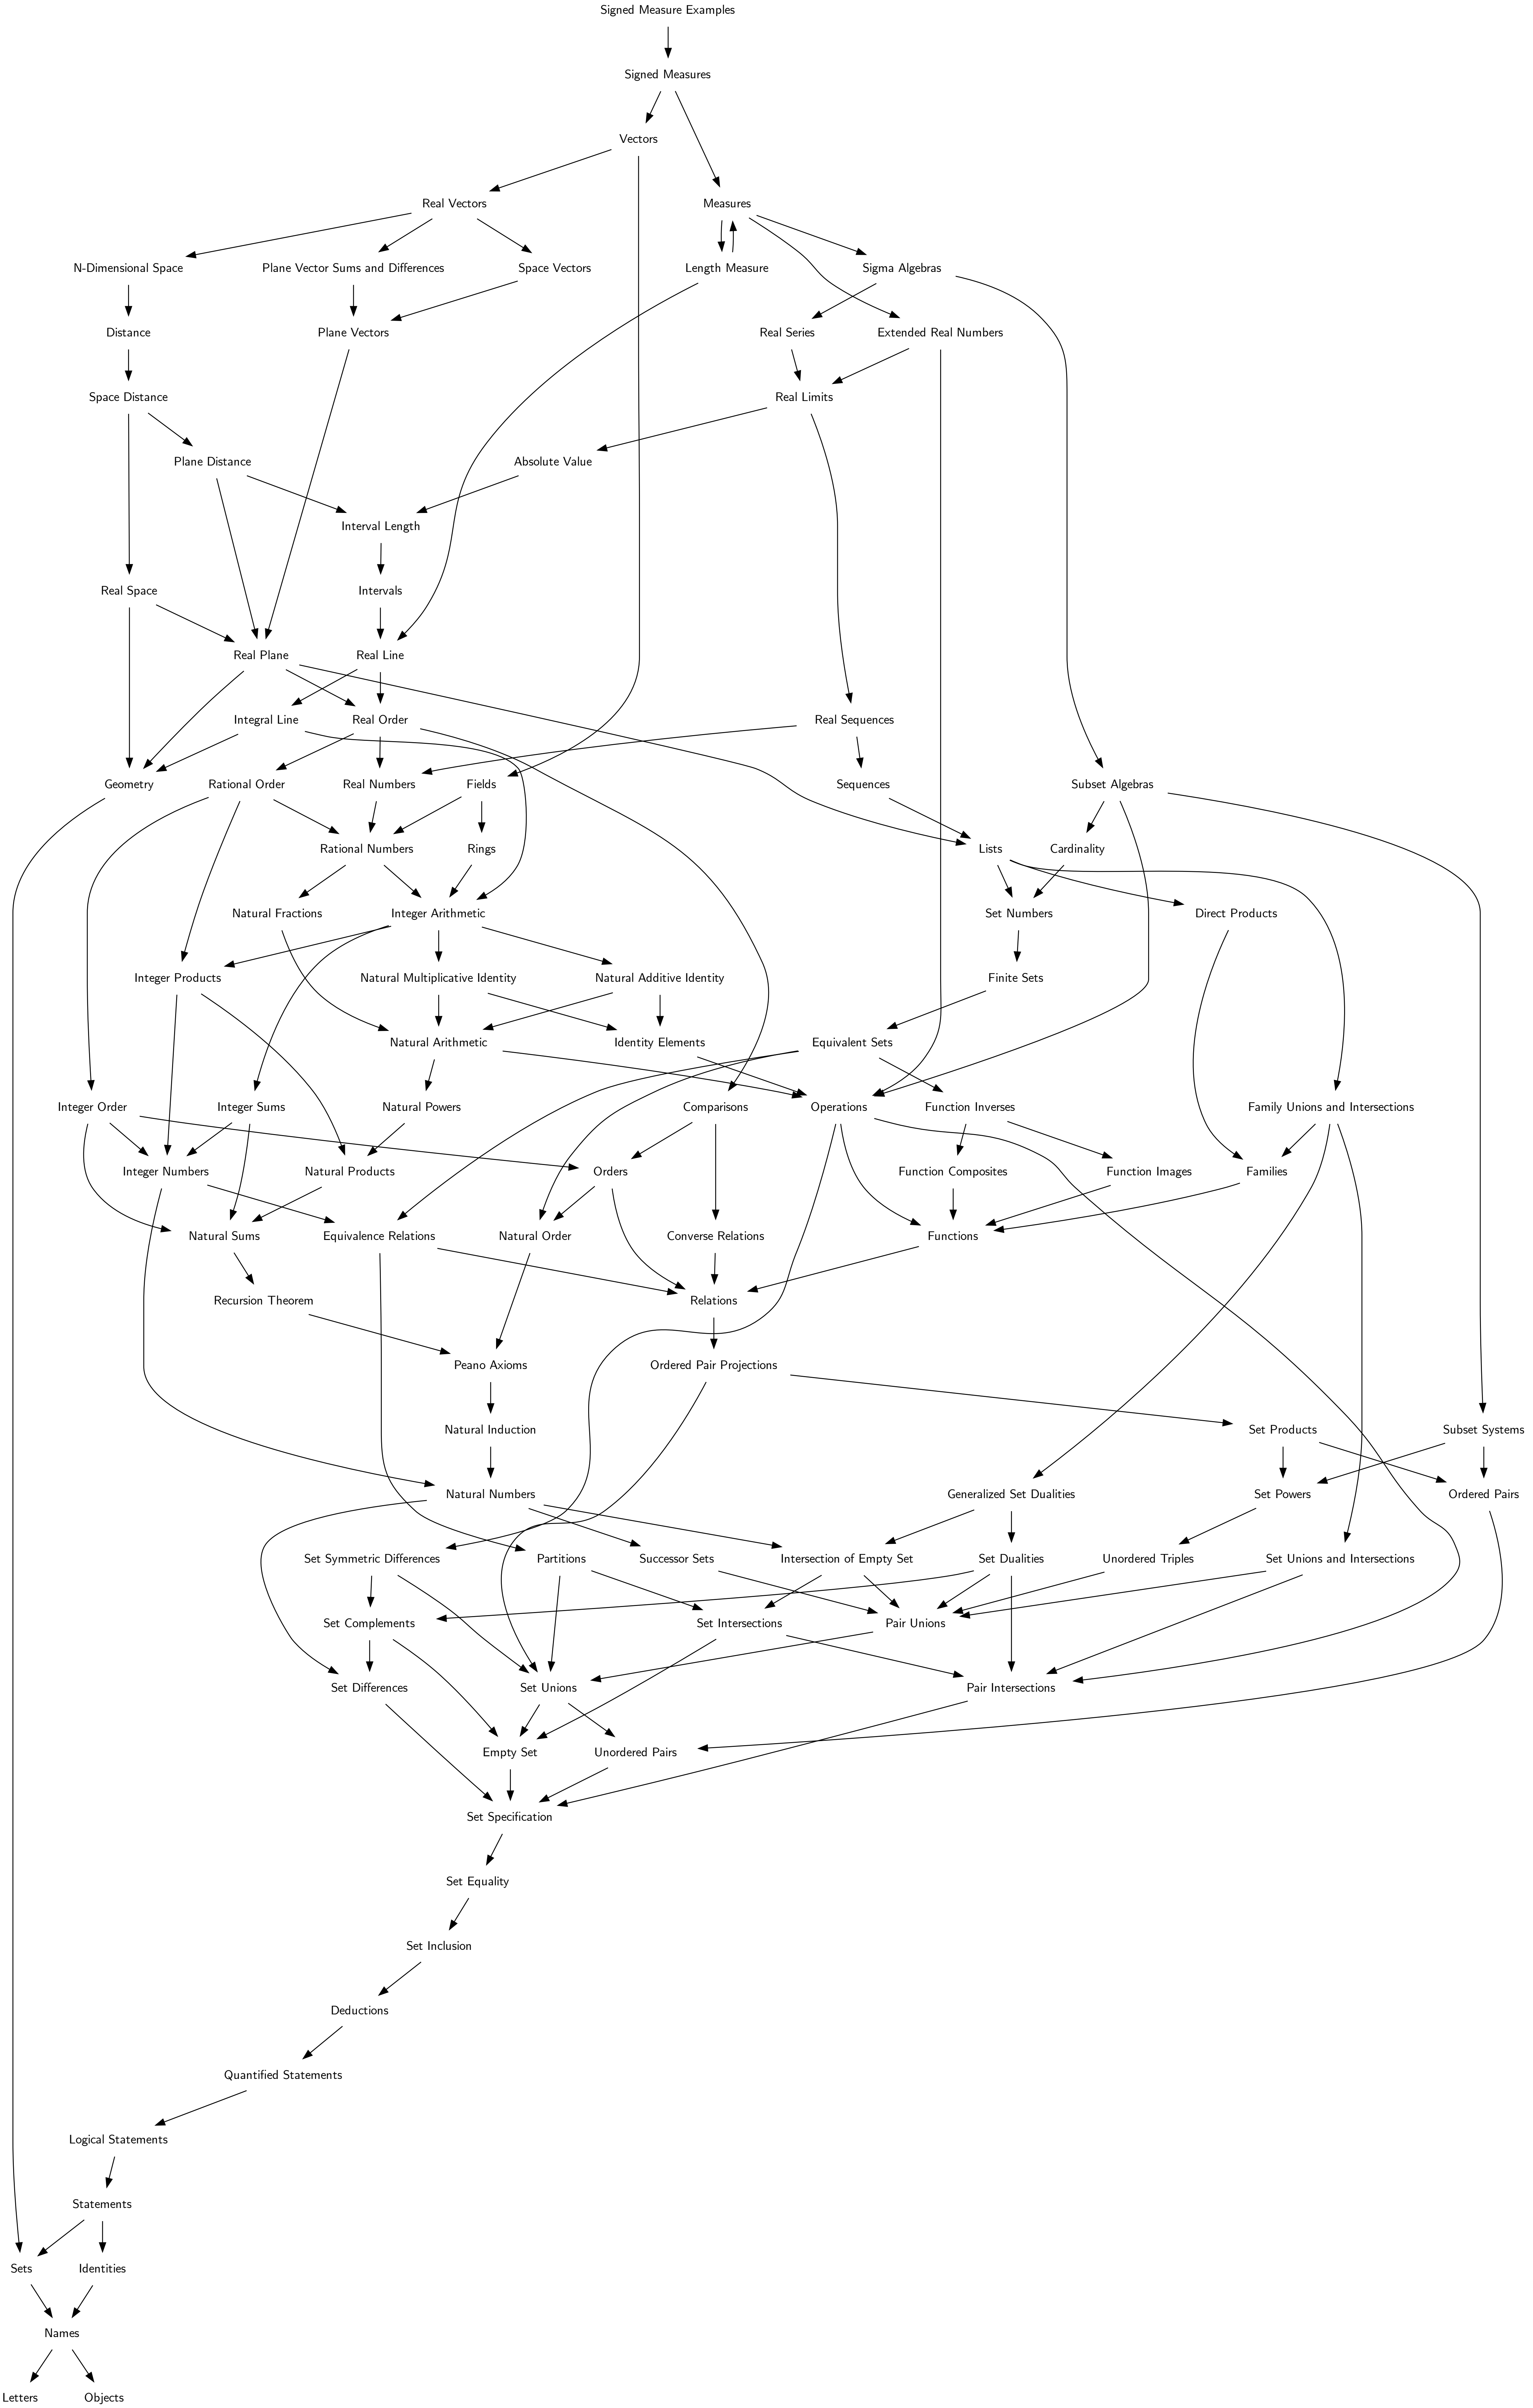 Signed Measure Examples
Signed Measures
Vectors
Real Vectors
Measures
N-Dimensional Space
Plane Vector Sums and Differences
Space Vectors
Length Measure
Sigma Algebras
Distance
Plane Vectors
Real Series
Extended Real Numbers
Space Distance
Real Limits
Plane Distance
Absolute Value
Interval Length
Real Space
Intervals
Real Plane
Real Line
Integral Line
Real Order
Real Sequences
Geometry
Rational Order
Real Numbers
Fields
Sequences
Subset Algebras
Rational Numbers
Rings
Lists
Cardinality
Natural Fractions
Integer Arithmetic
Set Numbers
Direct Products
Integer Products
Natural Multiplicative Identity
Natural Additive Identity
Finite Sets
Natural Arithmetic
Identity Elements
Equivalent Sets
Integer Order
Integer Sums
Natural Powers
Comparisons
Operations
Function Inverses
Family Unions and Intersections
Integer Numbers
Natural Products
Orders
Function Composites
Function Images
Families
Natural Sums
Equivalence Relations
Natural Order
Converse Relations
Functions
Recursion Theorem
Relations
Peano Axioms
Ordered Pair Projections
Natural Induction
Set Products
Subset Systems
Natural Numbers
Generalized Set Dualities
Set Powers
Ordered Pairs
Set Symmetric Differences
Partitions
Successor Sets
Intersection of Empty Set
Set Dualities
Unordered Triples
Set Unions and Intersections
Set Complements
Set Intersections
Pair Unions
Set Differences
Set Unions
Pair Intersections
Empty Set
Unordered Pairs
Set Specification
Set Equality
Set Inclusion
Deductions
Quantified Statements
Logical Statements
Statements
Sets
Identities
Names
Letters
Objects